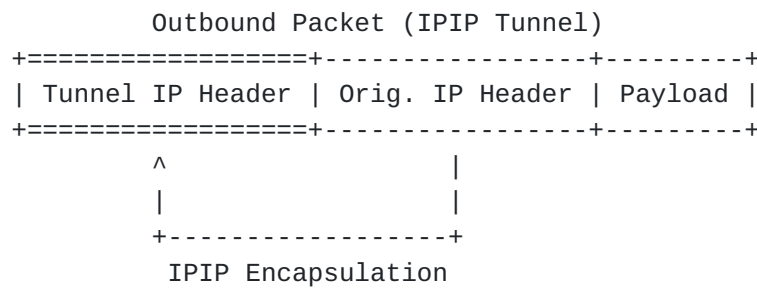 Outbound Packet (IPIP Tunnel)
+==================+-----------------+---------+
| Tunnel IP Header | Orig. IP Header | Payload |
+==================+-----------------+---------+
^ |
| |
+------------------+
IPIP Encapsulation